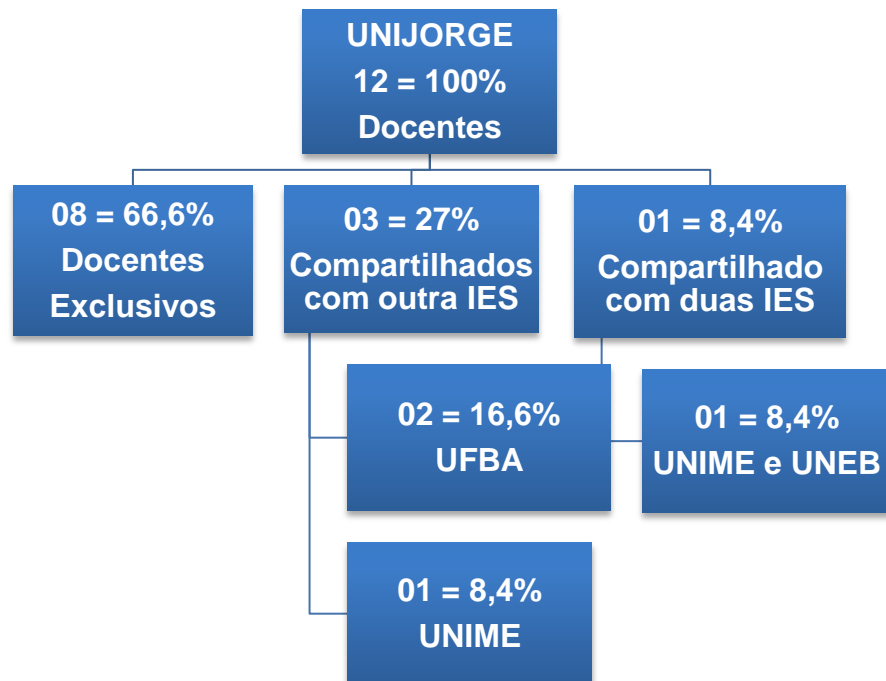 UNIJORGE
12 = 100%
Docentes
08 = 66,6%
Docentes
Exclusivos
03 = 27%
Compartilhados
com outra IES
01 = 8,4%
Compartilhado
com duas IES
02 = 16,6%
UFBA
01 = 8,4%
UNIME e UNEB
01 = 8,4%
UNIME